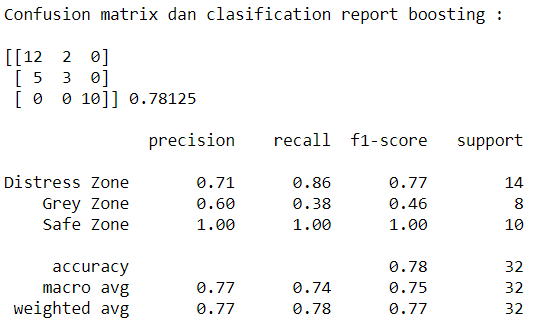 Confusion matrix dan clasification report boosting :
[[12 2 0]
[ 5 3 0]
[ 0 0 10]] 0.78125
precision recall f1-score support
Distress Zone 0.71 0.86 0.77 14
Grey Zone 0.60 0.38 0.46 8
Safe Zone 1.00 1.00 1.00 10
accuracy 0.78 32
macro avg 0.77 0.74 0.75 32
weighted avg 0.77 0.78 0.77 32